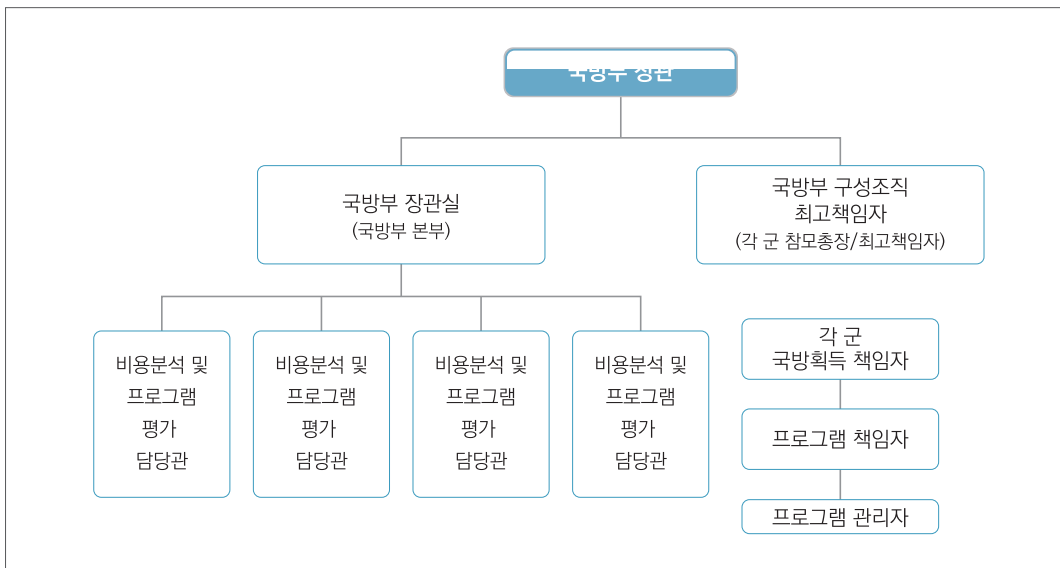 국방부 장관
국방부 장관실
(국방부 본부)
국방부 구성조직
최고책임자
(각 군 참모총장/최고책임자)
비용분석 및
프로그램
평가
담당관
비용분석 및
프로그램
평가
담당관
비용분석 및
프로그램
평가
담당관
비용분석 및
프로그램
평가
담당관
각 군
국방획득 책임자
프로그램 책임자
프로그램 관리자